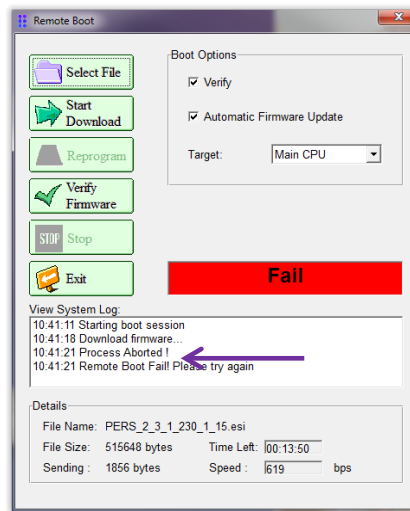 Remote Boot
Select File
Start
Download
Reprogram
Verify
Firmware
STOP Stop
Exit
Boot Options
Verify
Automatic Firmware Update
Target: Main CPU
Fail
View System Log:
10:41:11 Starting boot session
10:41:18 Download firmware...
10:41:21 Process Aborted !
10:41:21 Remote Boot Fail! Please try again
Details
File Name: PERS_2_3_1_230_1_15.esi
File Size: 515648 bytes Time Left: 00:13:50
Sending : 1856 bytes Speed : 619 bps